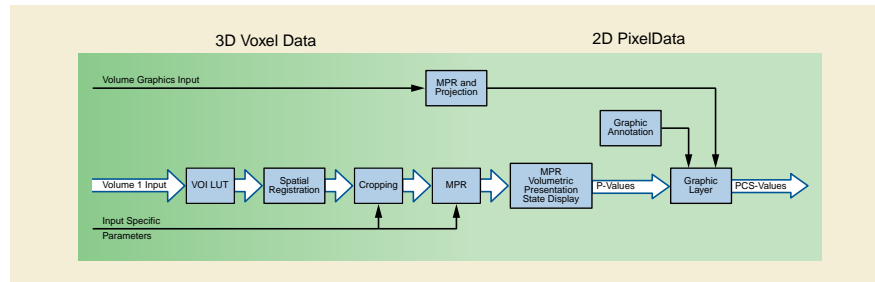 3D Voxel Data
2D PixelData
Volume Graphics Input
MPR and
Projection
Graphic
Annotation
Volume 1 Input
VOI LUT
Spatial
Registration
Cropping
MPR
MPR
Volumetric
Presentation
State Display
P-Values
Graphic
Layer
PCS-Values
Input Specific
Parameters